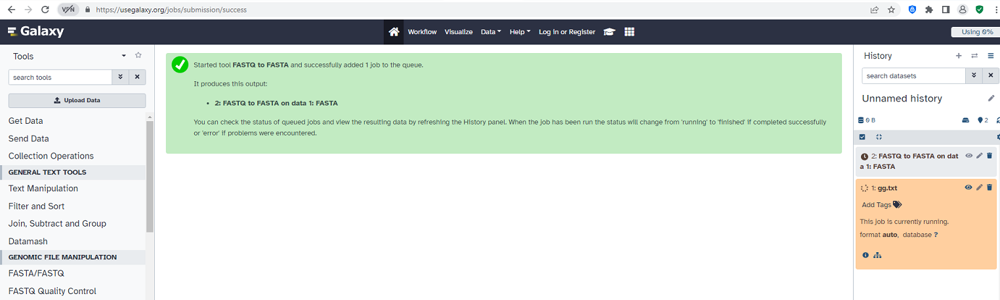 VPN
https://usegalaxy.org/jobs/submission/success
Galaxy
Workflow Visualize Data Help Log in or Register
Using 0%
Tools
search tools
Upload Data
Get Data
Send Data
Collection Operations
GENERAL TEXT TOOLS
Text Manipulation
Filter and Sort
Join, Subtract and Group
Datamash
GENOMIC FILE MANIPULATION
FASTA/FASTQ
FASTQ Quality Control
Started tool FASTQ to FASTA and successfully added 1 job to the queue.
It produces this output:
• 2: FASTQ to FASTA on data 1: FASTA
You can check the status of queued jobs and view the resulting data by refreshing the History panel. When the job has been run the status will change from 'running' to 'finished' if completed successfully
or 'error' if problems were encountered.
History
search datasets
Unnamed history
0 B
2
2: FASTQ to FASTA on dat
a 1: FASTA
1: gg.txt
Add Tags
This job is currently running.
format auto, database ?